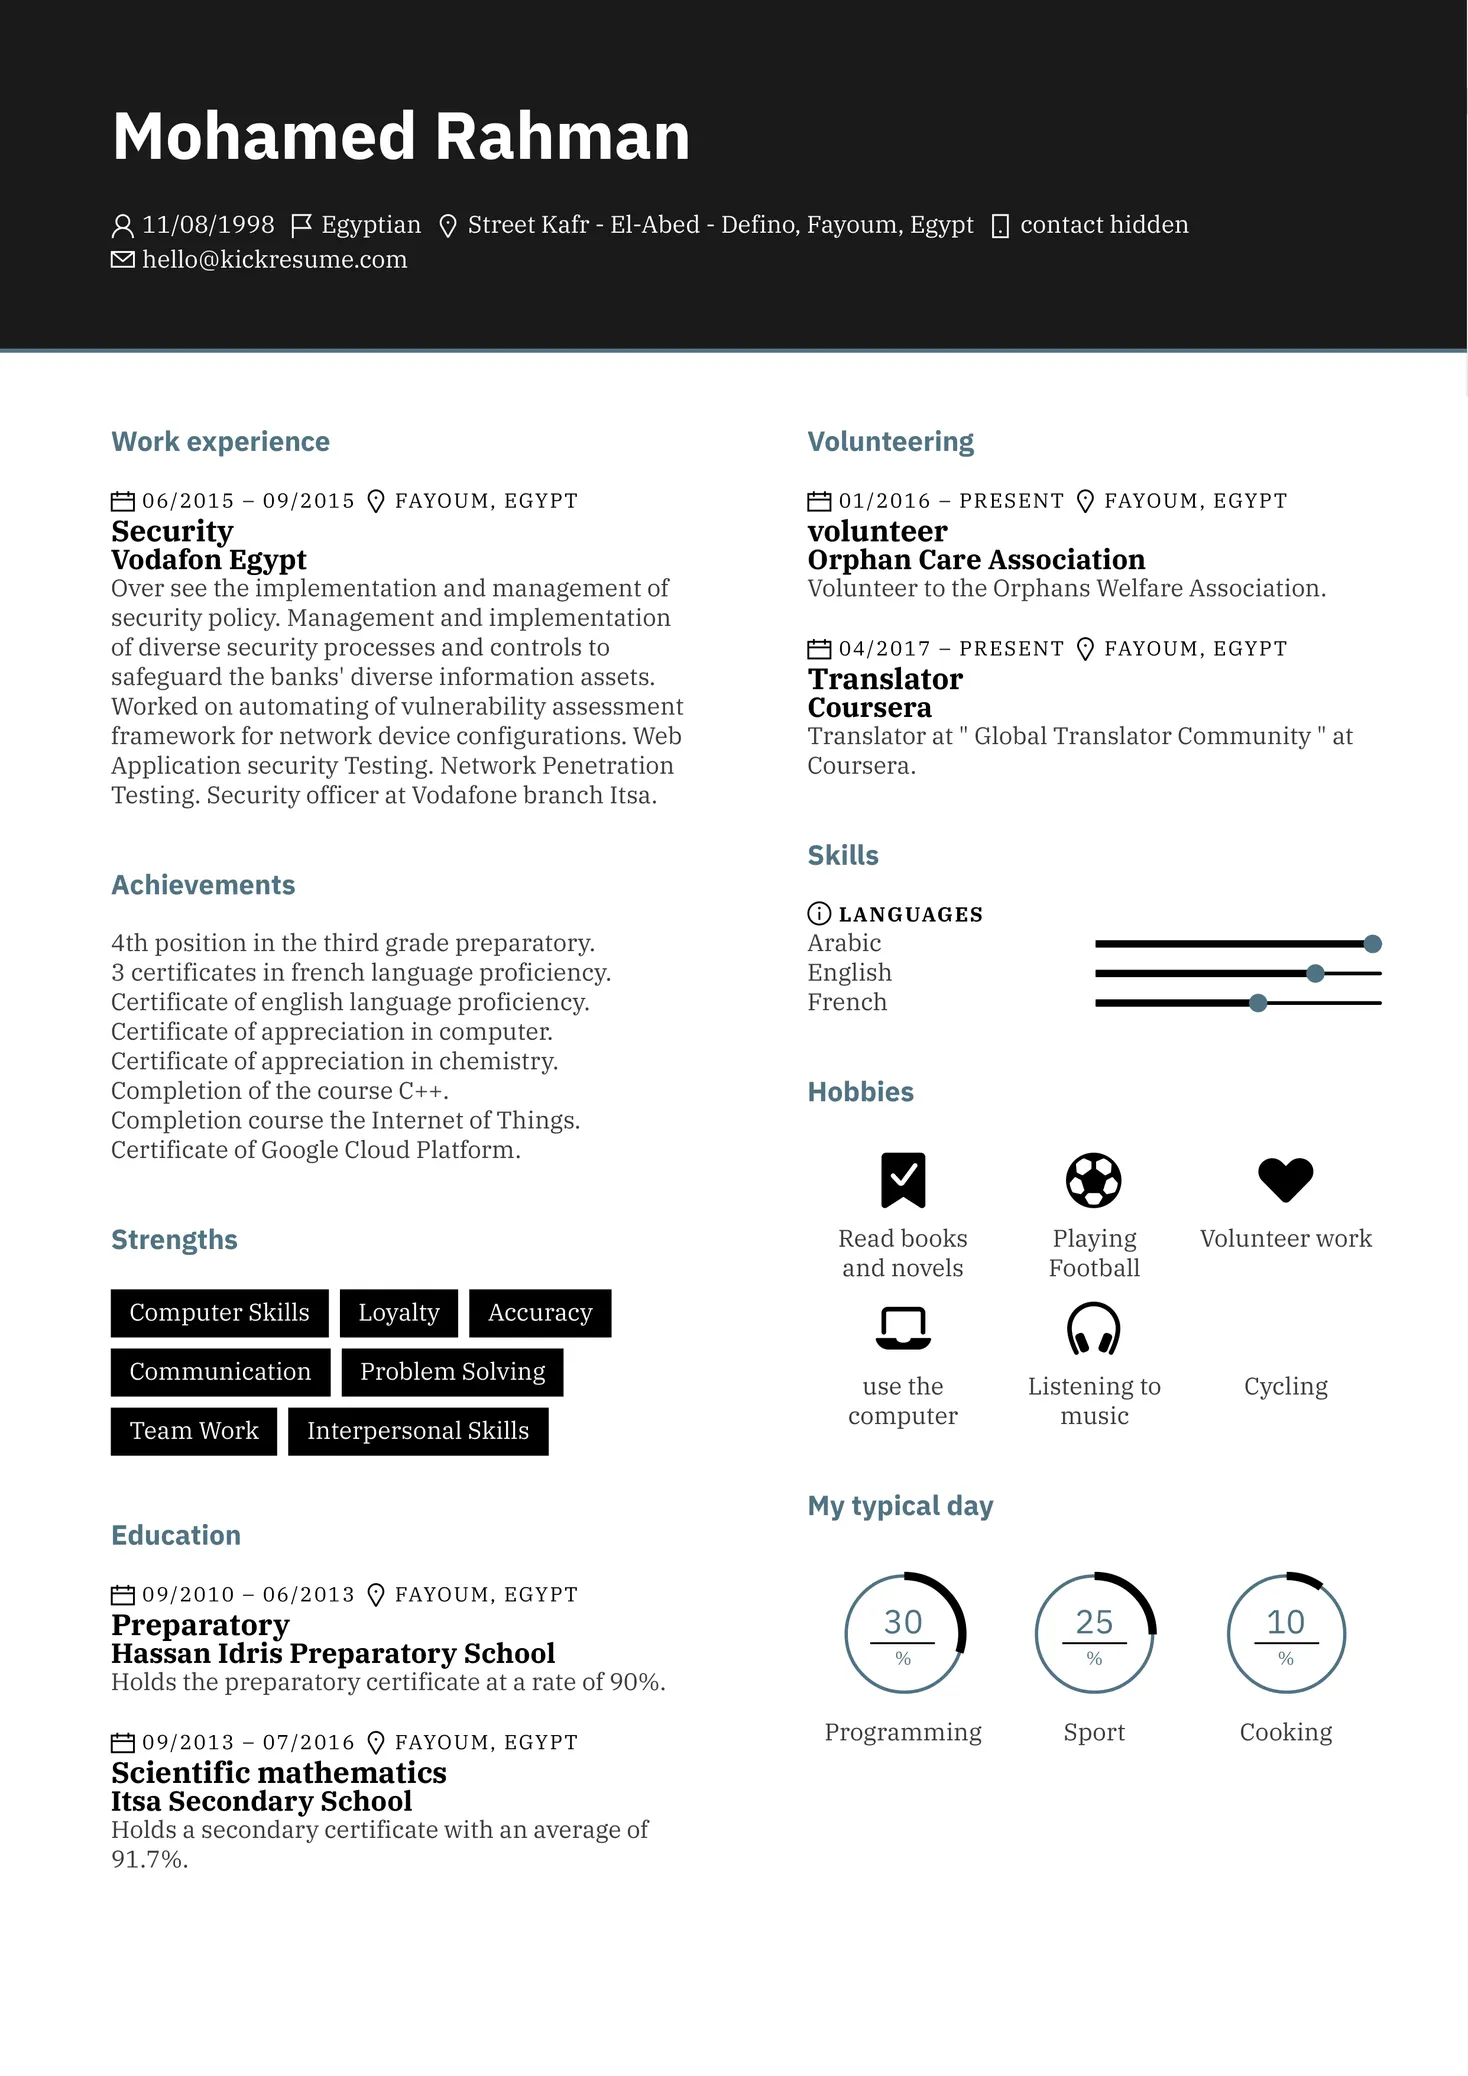 Mohamed Rahman
11/08/1998 Egyptian Street Kafr - El-Abed - Defino, Fayoum, Egypt contact hidden
hello@kickresume.com
Work experience
06/2015 – 09/2015 FAYOUM, EGYPT
Security
Vodafon Egypt
Over see the implementation and management of
security policy. Management and implementation
of diverse security processes and controls to
safeguard the banks' diverse information assets.
Worked on automating of vulnerability assessment
framework for network device configurations. Web
Application security Testing. Network Penetration
Testing. Security officer at Vodafone branch Itsa.
Achievements
4th position in the third grade preparatory.
3 certificates in french language proficiency.
Certificate of english language proficiency.
Certificate of appreciation in computer.
Certificate of appreciation in chemistry.
Completion of the course C++.
Completion course the Internet of Things.
Certificate of Google Cloud Platform.
Strengths
Computer Skills Loyalty Accuracy
Communication Problem Solving
Team Work Interpersonal Skills
Education
09/2010 – 06/2013 FAYOUM, EGYPT
Preparatory
Hassan Idris Preparatory School
Holds the preparatory certificate at a rate of 90%.
09/2013 – 07/2016 FAYOUM, EGYPT
Scientific mathematics
Itsa Secondary School
Holds a secondary certificate with an average of
91.7%.
Volunteering
01/2016 – PRESENT FAYOUM, EGYPT
volunteer
Orphan Care Association
Volunteer to the Orphans Welfare Association.
04/2017 – PRESENT FAYOUM, EGYPT
Translator
Coursera
Translator at " Global Translator Community " at
Coursera.
Skills
LANGUAGES
Arabic
English
French
Hobbies
Read books
and novels
Playing
Football
Volunteer work
use the
computer
Listening to
music
Cycling
My typical day
30
%
Programming
25
%
Sport
10
%
Cooking